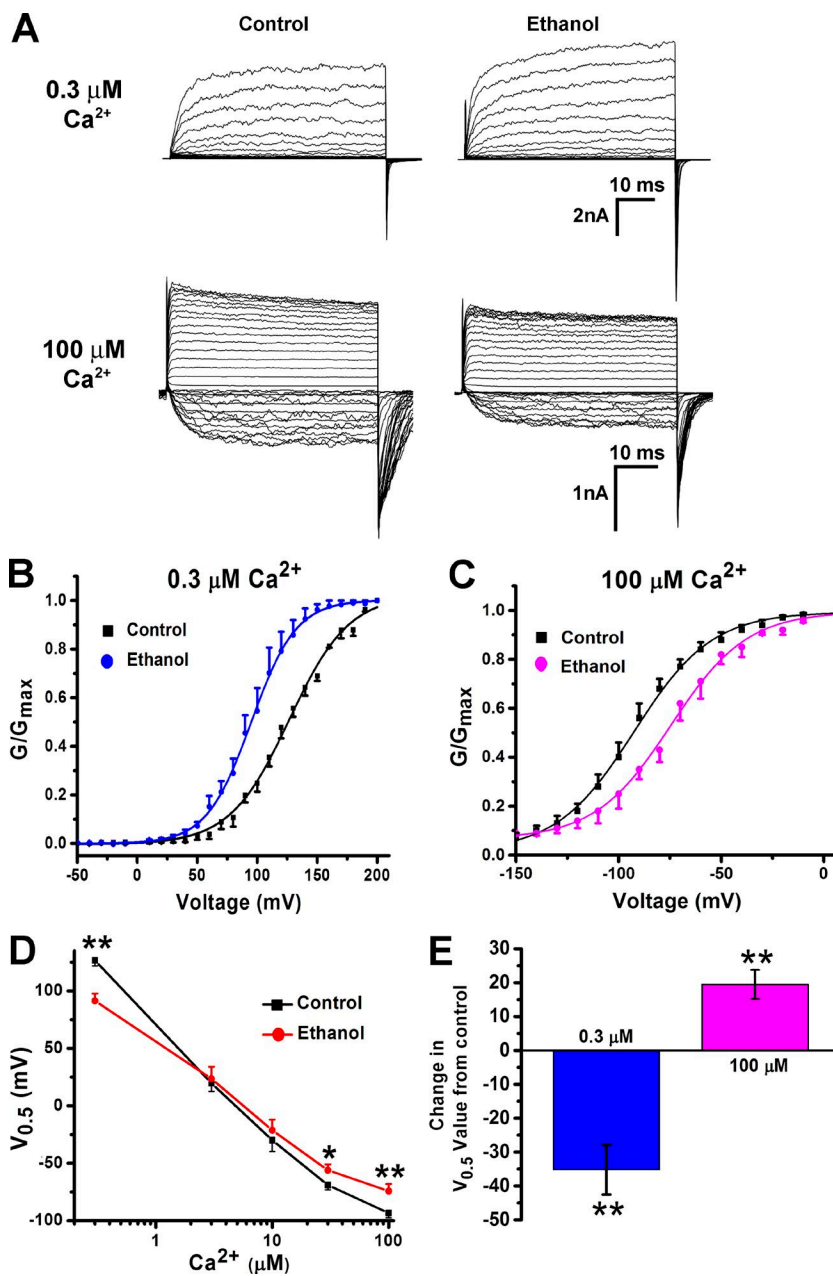 A
Control
Ethanol
0.3 μM
Ca²⁺
10 ms
2nA
100 μM
Ca²⁺
10 ms
1nA
B
0.3 μM Ca²⁺
Control
Ethanol
G/Gmax
1.0
0.8
0.6
0.4
0.2
0.0
-50
0
50
100
150
200
Voltage (mV)
C
100 μM Ca²⁺
Control
Ethanol
G/Gmax
1.0
0.8
0.6
0.4
0.2
0.0
-150
-100
-50
0
Voltage (mV)
D
**
Control
Ethanol
*
**
V0.5 (mV)
100
50
0
-50
-100
1
10
100
Ca²⁺ (μM)
E
**
0.3 μM
100 μM
**
Change in
V0.5 Value from control
30
20
10
0
-10
-20
-30
-40
-50